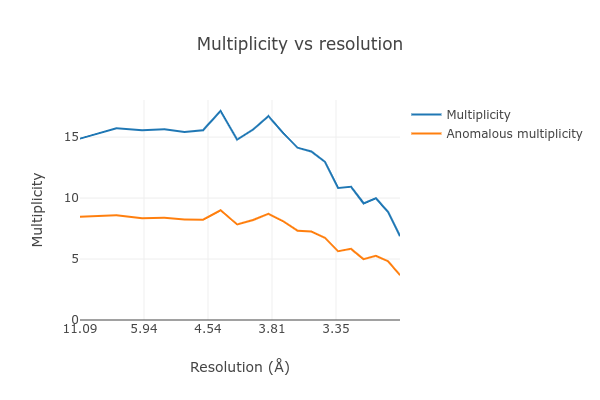 Multiplicity vs resolution
Multiplicity
Anomalous multiplicity
15
10
5
0
Multiplicity
11.09
5.94
4.54
3.81
3.35
Resolution (Å)